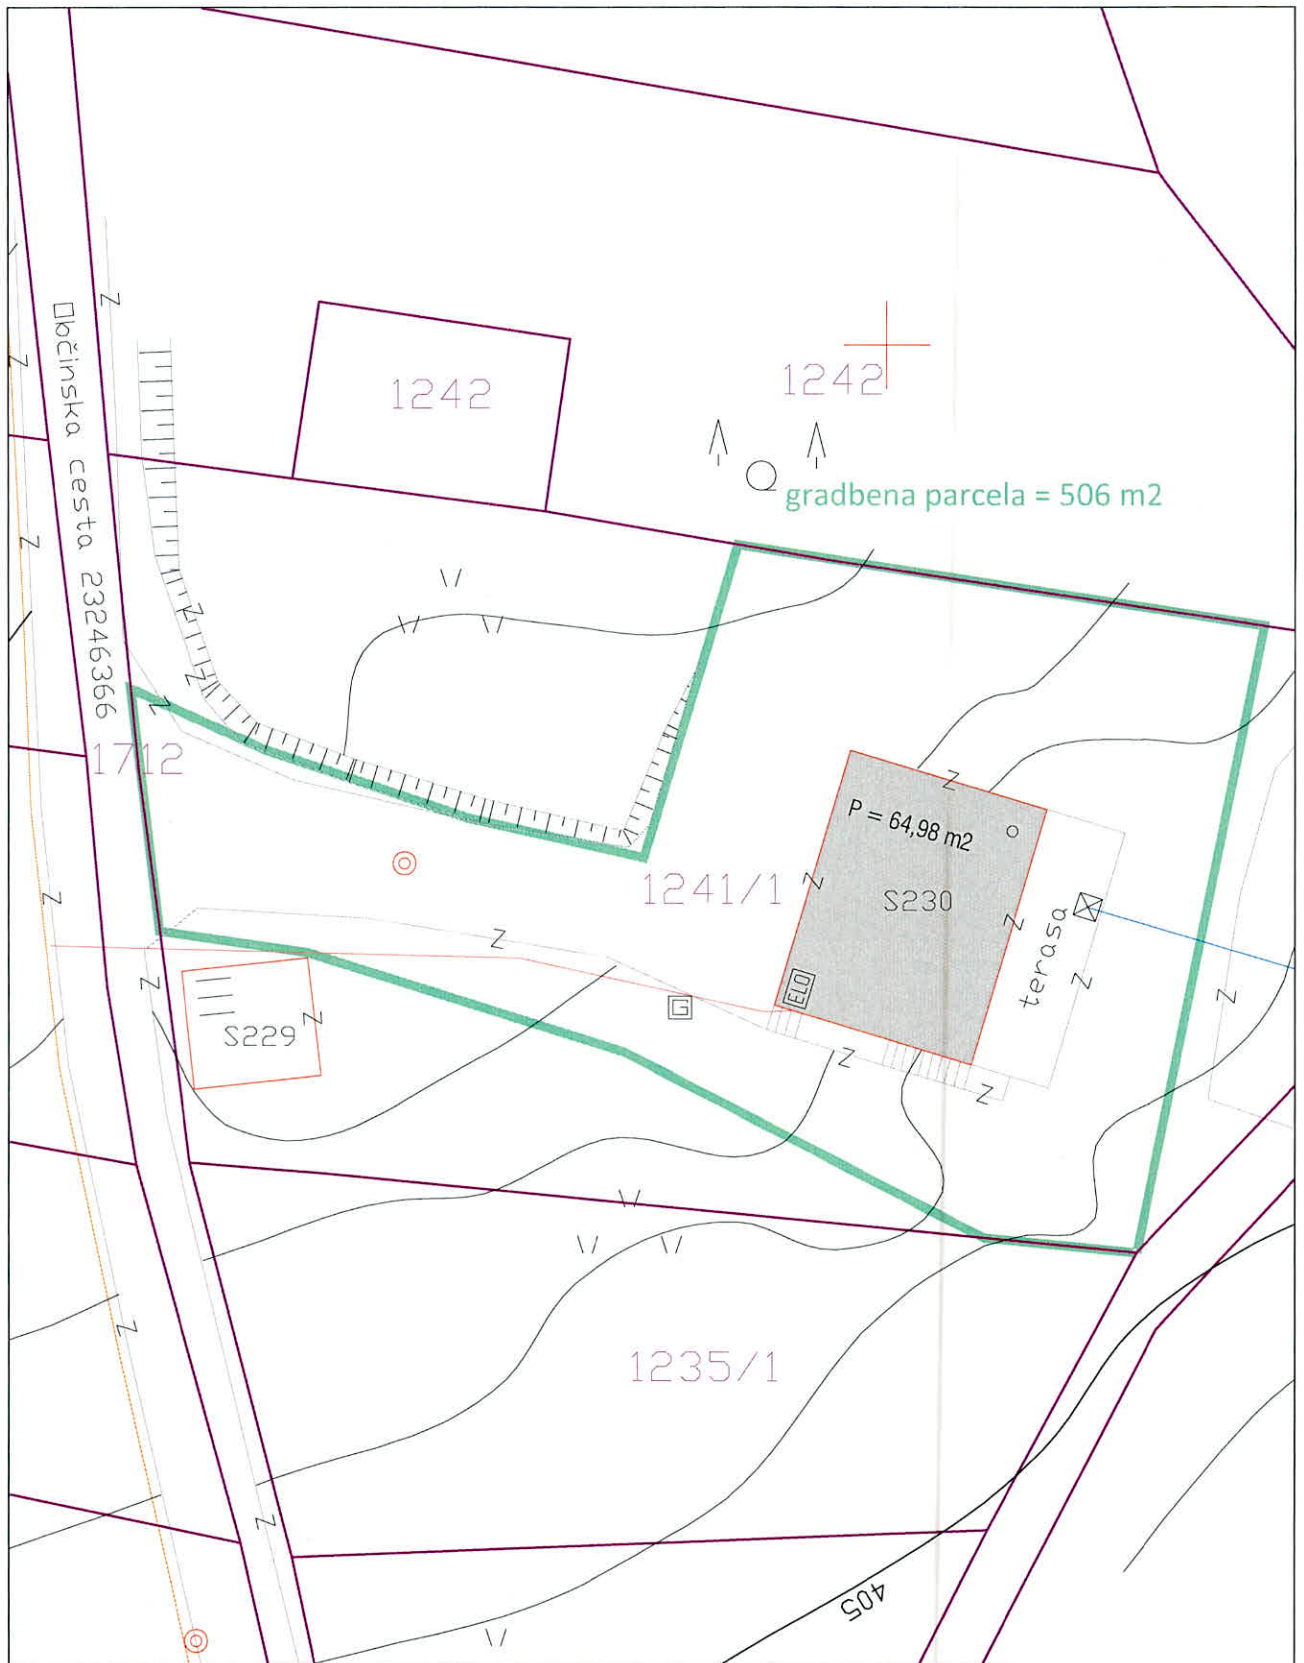 1242
1242
gradbena parcela = 506 m2
Občinska cesta 23246366
1712
P = 64,98 m2
1241/1
S230
terasa
ELO
G
S229
1235/1
405